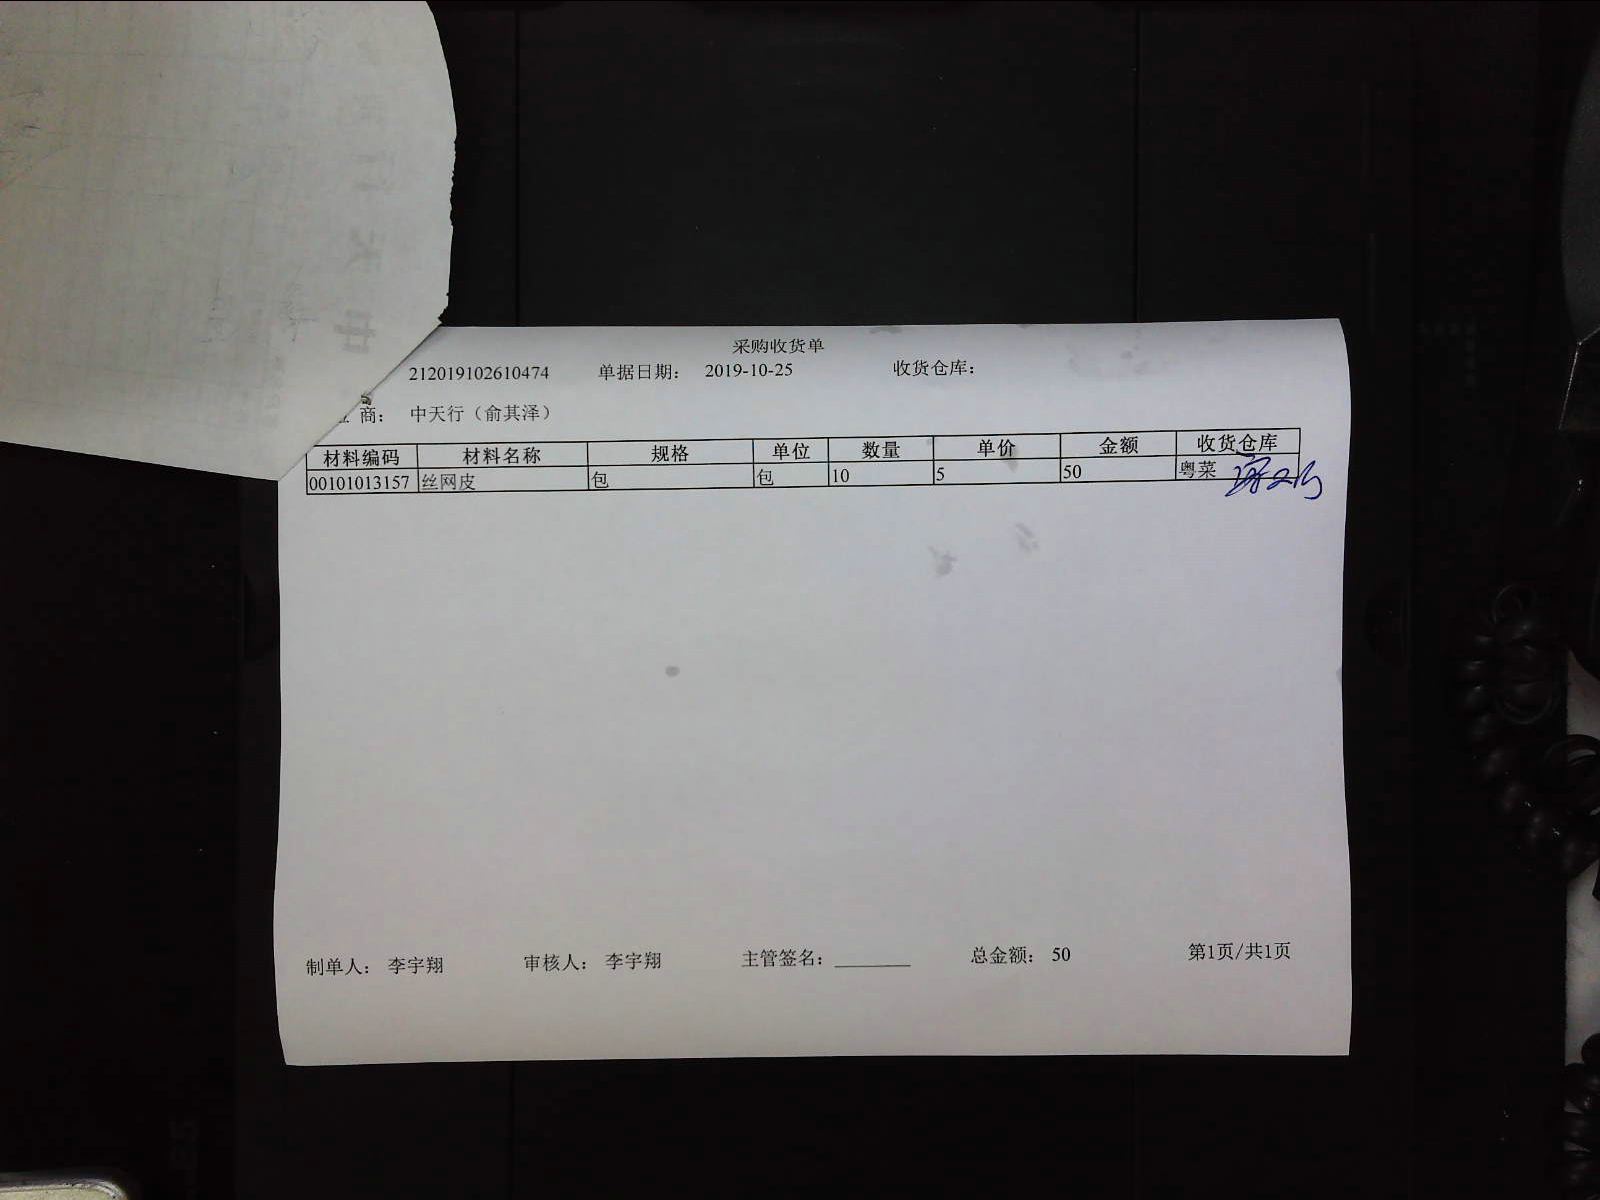 采购收货单
212019102610474 单据日期： 2019-10-25 收货仓库：
商： 中天行（俞其泽）
材料编码 材料名称 规格 单位 数量 单价 金额 收货仓库
00101013157 丝网皮 包 包 10 5 50 粤菜
制单人： 李宇翔 审核人： 李宇翔 主管签名： 总金额： 50 第1页/共1页